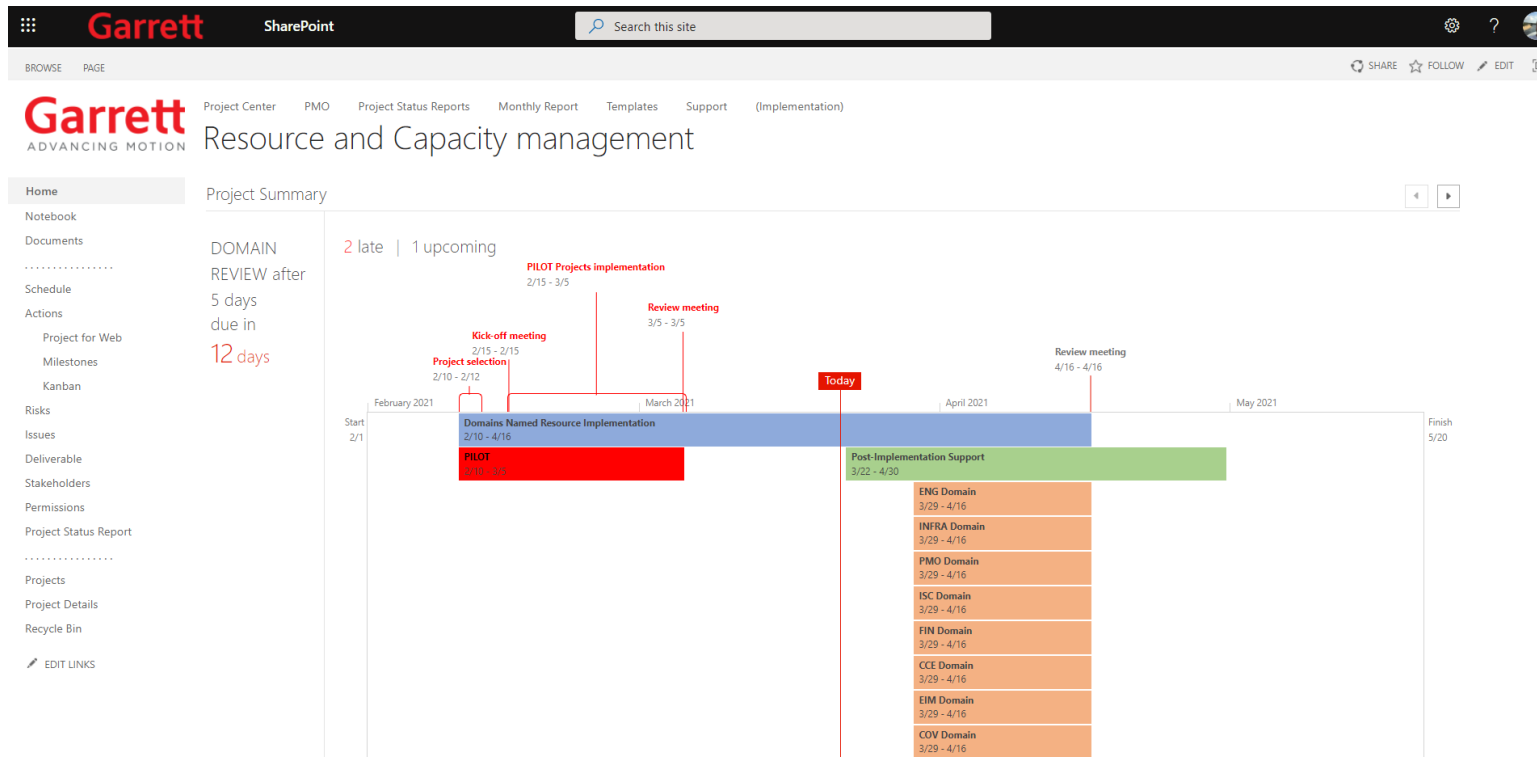 Garrett SharePoint Search this site ?
BROWSE PAGE SHARE FOLLOW EDIT
Garrett
ADVANCING MOTION
Project Center PMO Project Status Reports Monthly Report Templates Support (Implementation)
Resource and Capacity management
Home
Notebook
Documents
................
Schedule
Actions
Project for Web
Milestones
Kanban
Risks
Issues
Deliverable
Stakeholders
Permissions
Project Status Report
................
Projects
Project Details
Recycle Bin
EDIT LINKS
Project Summary
DOMAIN
REVIEW after
5 days
due in
12 days
2 late | 1 upcoming
PILOT Projects implementation
2/15 - 3/5
Review meeting
3/5 - 3/5
Kick-off meeting
2/15 - 2/15
Project selection
2/10 - 2/12
Review meeting
4/16 - 4/16
Today
February 2021 March 2021 April 2021 May 2021
Start
2/1
Finish
5/20
Domains Named Resource Implementation
2/10 - 4/16
PILOT
2/10 - 3/5
Post-Implementation Support
3/22 - 4/30
ENG Domain
3/29 - 4/16
INFRA Domain
3/29 - 4/16
PMO Domain
3/29 - 4/16
ISC Domain
3/29 - 4/16
FIN Domain
3/29 - 4/16
CCE Domain
3/29 - 4/16
EIM Domain
3/29 - 4/16
COV Domain
3/29 - 4/16